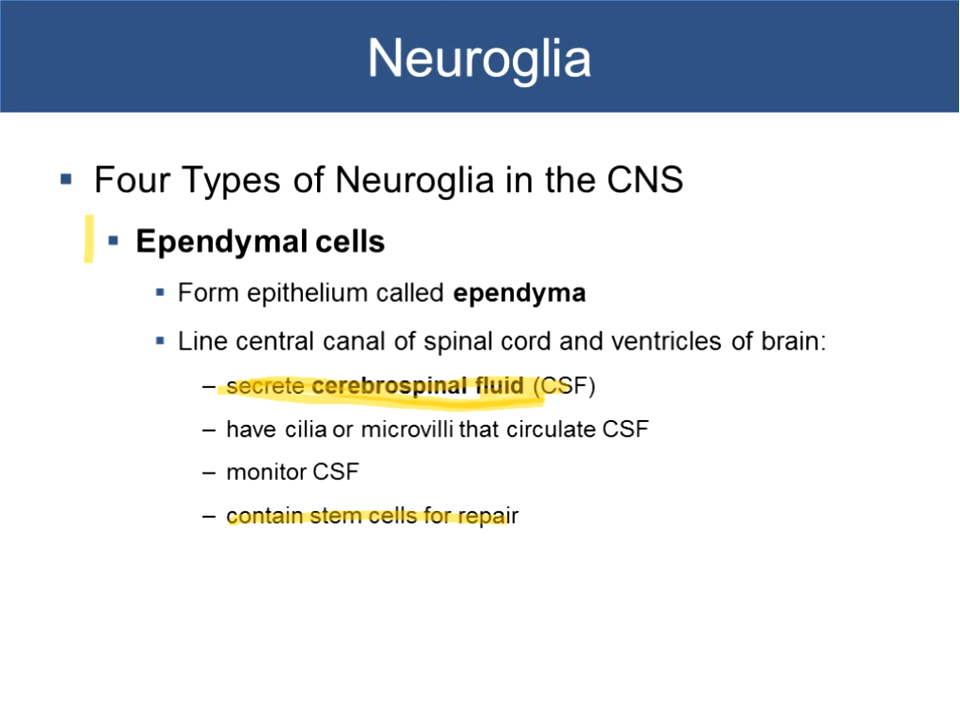 Neuroglia
▪ Four Types of Neuroglia in the CNS
▪ Ependymal cells
▪ Form epithelium called ependyma
▪ Line central canal of spinal cord and ventricles of brain:
– secrete cerebrospinal fluid (CSF)
– have cilia or microvilli that circulate CSF
– monitor CSF
– contain stem cells for repair